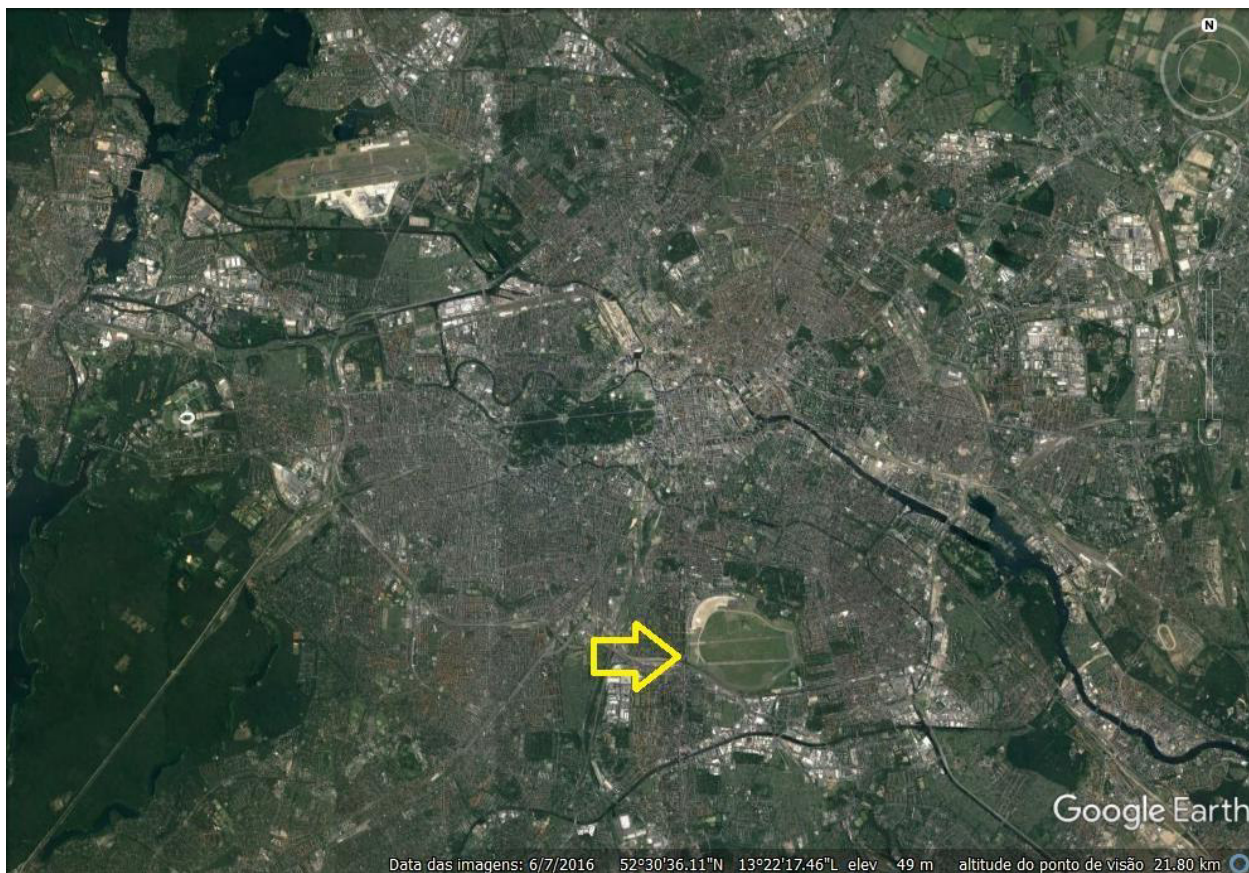 N
Google Earth
Data das imagens: 6/7/2016 52°30'36.11"N 13°22'17.46"L elev 49 m altitude do ponto de visão 21.80 km